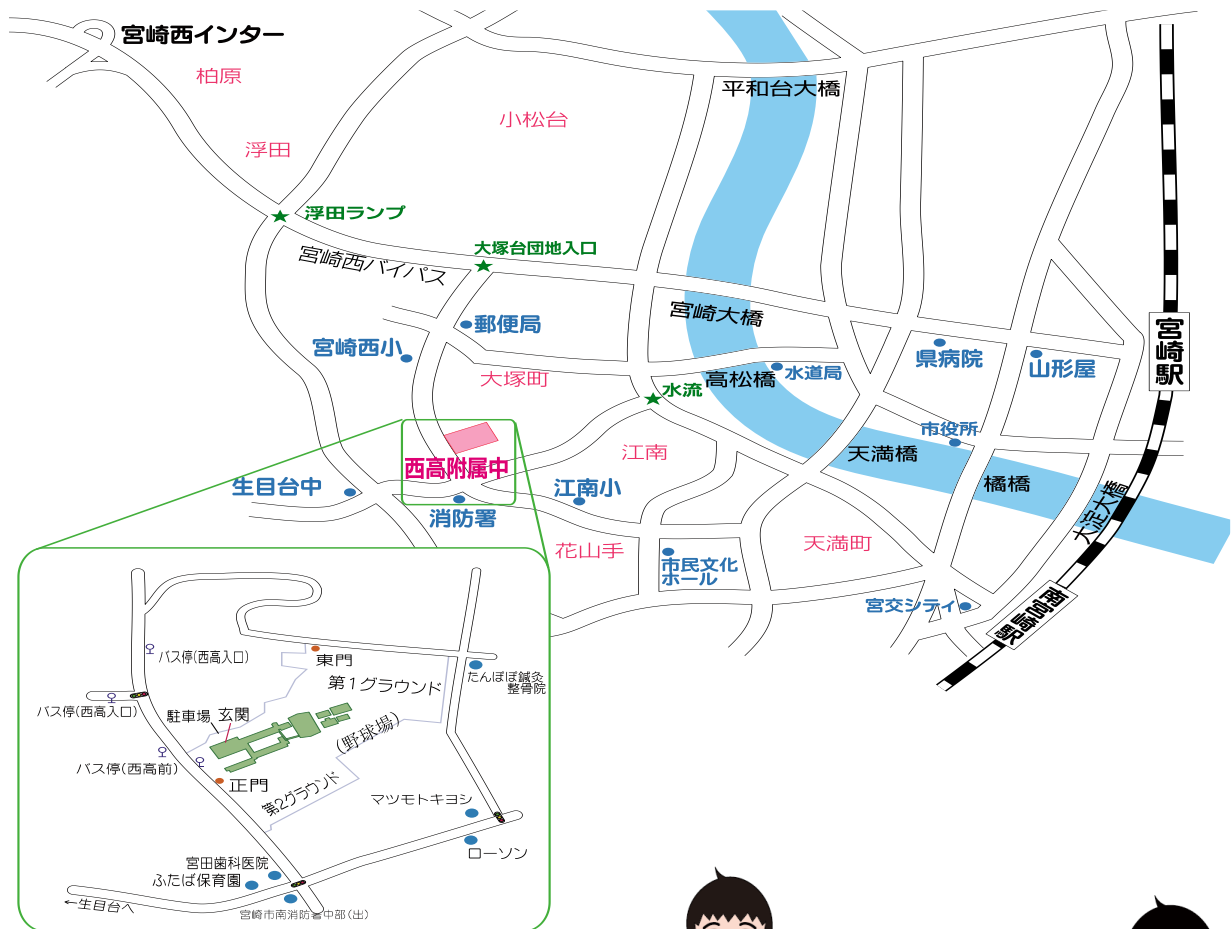 宮崎西インター
柏原
平和台大橋
小松台
浮田
浮田ランプ
大塚台団地入口
宮崎西バイパス
宮崎大橋
郵便局
宮崎西小
宮崎駅
県病院
山形屋
大塚町
水流
高松橋
水道局
市役所
江南
天満橋
西高附属中
橘橋
生目台中
江南小
大淀大橋
消防署
花山手
天満町
市民文化
ホール
宮交シティ
南宮崎駅
バス停(西高入口)
東門
たんぽぽ鍼灸
整骨院
第1グラウンド
バス停(西高入口)
駐車場
玄関
(野球場)
バス停(西高前)
正門
第2グラウンド
マツモトキヨシ
ローソン
宮田歯科医院
ふたば保育園
←生目台へ
宮崎市南消防署中部(出)